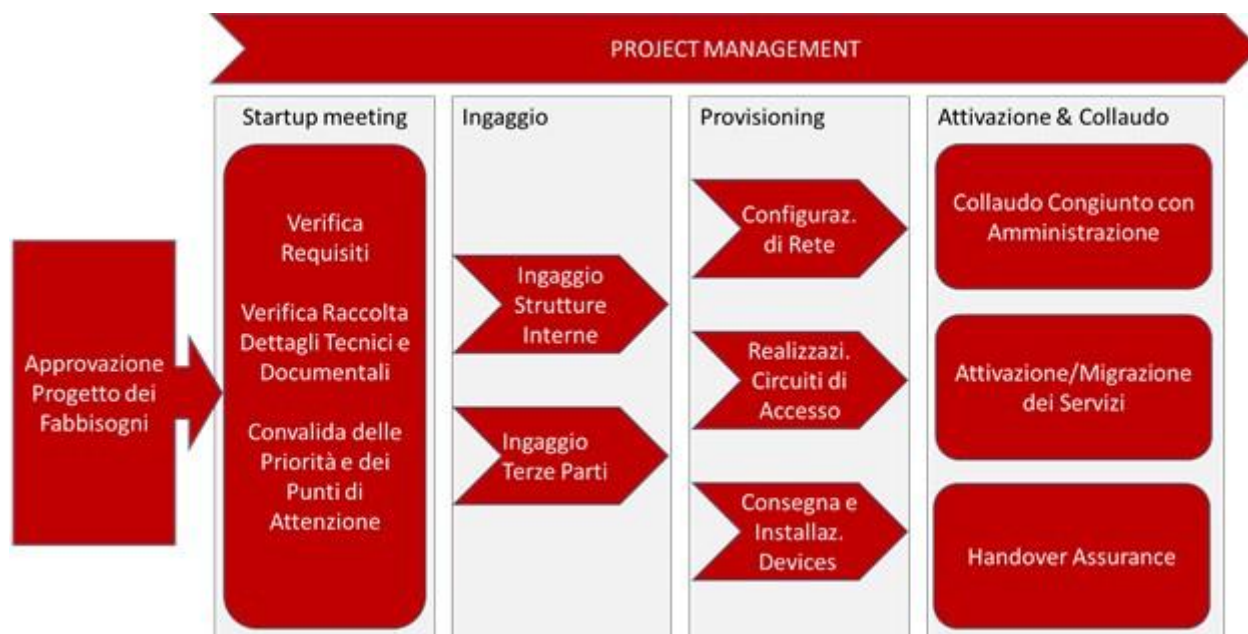 PROJECT MANAGEMENT
Approvazione
Progetto dei
Fabbisogni
Startup meeting
Verifica
Requisiti
Verifica Raccolta
Dettagli Tecnici e
Documentali
Convalida delle
Priorità e dei
Punti di
Attenzione
Ingaggio
Ingaggio
Strutture
Interne
Ingaggio
Terze Parti
Provisioning
Configuraz.
di Rete
Realizzazi.
Circuiti di
Accesso
Consegna e
Installaz.
Devices
Attivazione & Collaudo
Collaudo Congiunto con
Amministrazione
Attivazione/Migrazione
dei Servizi
Handover Assurance